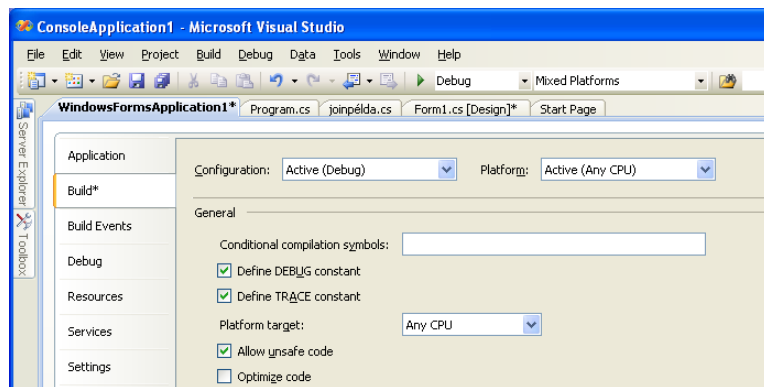 ConsoleApplication1 - Microsoft Visual Studio
File Edit View Project Build Debug Data Tools Window Help
Debug Mixed Platforms
WindowsFormsApplication1* Program.cs joinpélda.cs Form1.cs [Design]* Start Page
Server Explorer
Toolbox
Application
Build*
Build Events
Debug
Resources
Services
Settings
Configuration: Active (Debug) Platform: Active (Any CPU)
General
Conditional compilation symbols:
Define DEBUG constant
Define TRACE constant
Platform target: Any CPU
Allow unsafe code
Optimize code